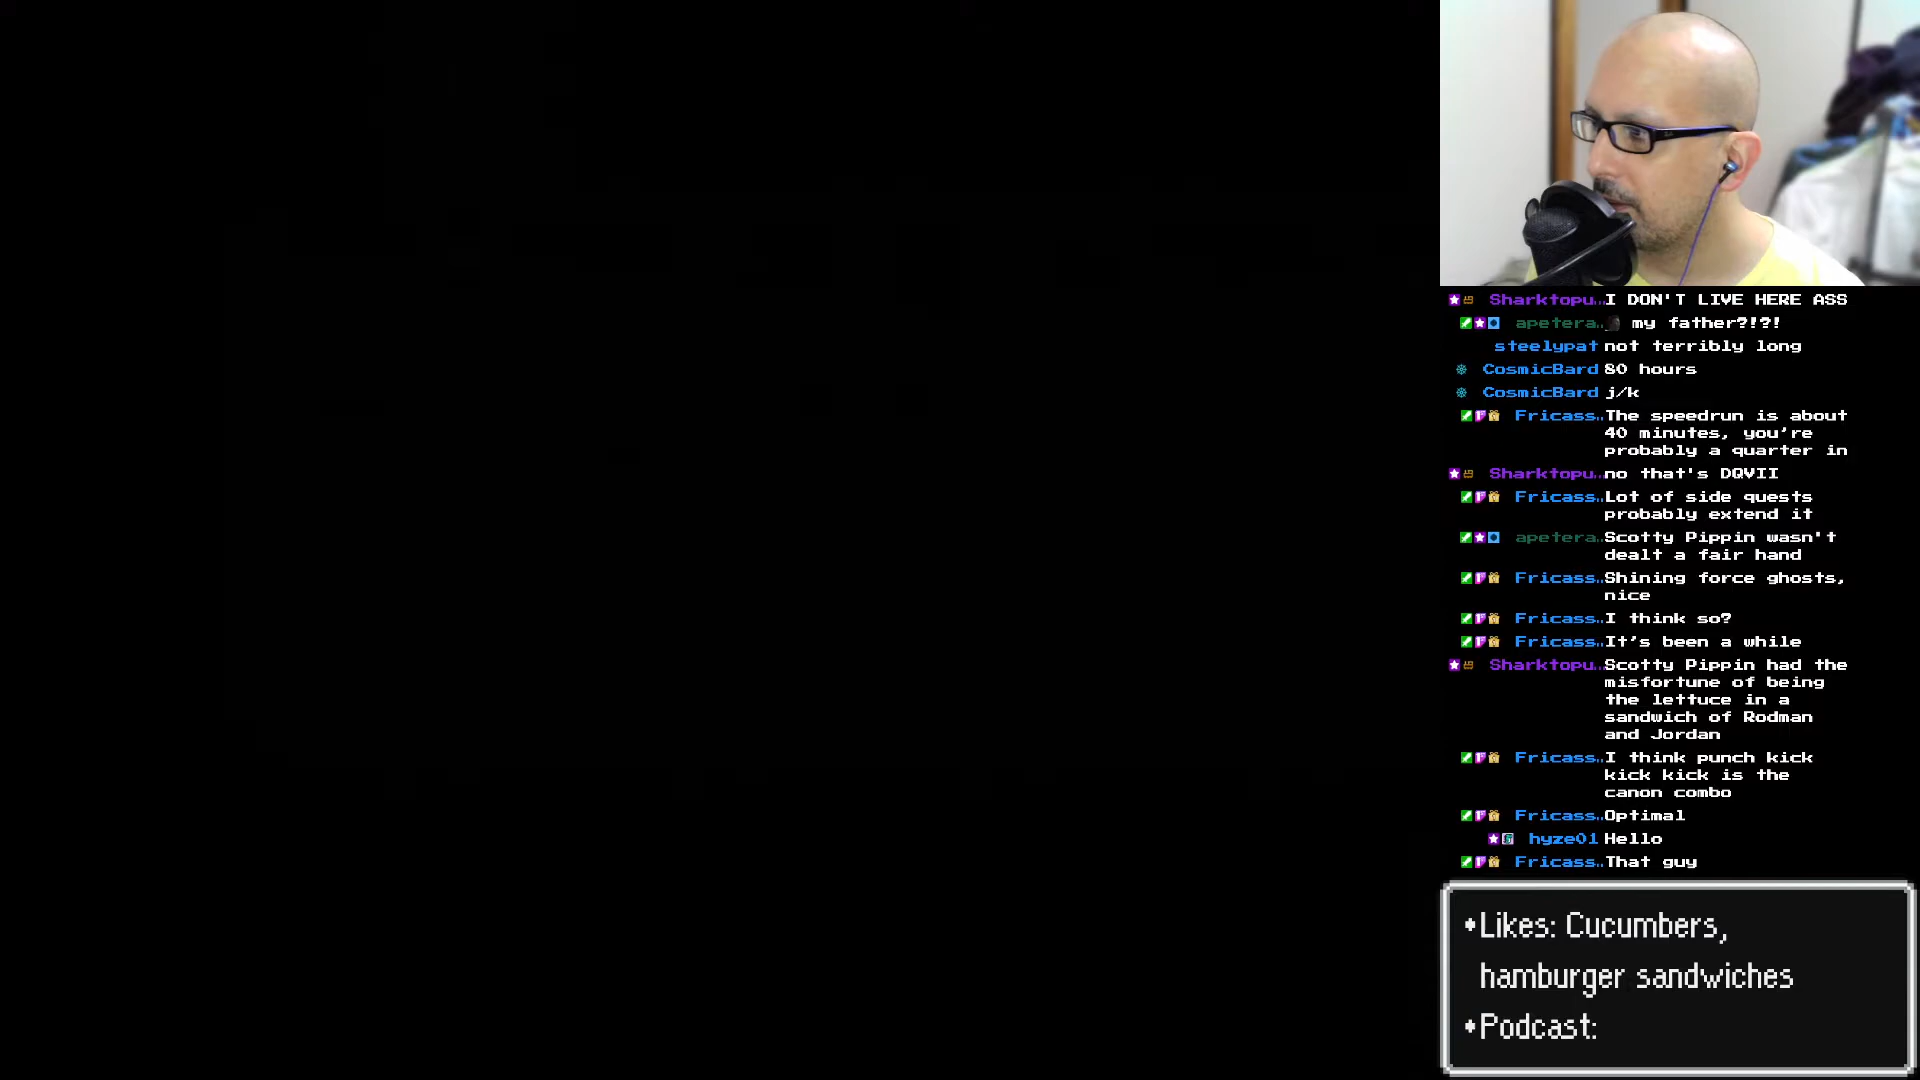 Sharktopu..I DON'T LIVE HERE ASS
apetera.. my father?!?!
steelypat not terribly long
CosmicBard 80 hours
CosmicBard j/k
Fricass..The speedrun is about
40 minutes, you're
probably a quarter in
Sharktopu..no that's DQVII
Fricass..Lot of side quests
probably extend it
apetera..Scotty Pippin wasn't
dealt a fair hand
Fricass..Shining force ghosts,
nice
Fricass..I think so?
Fricass..It's been a while
Sharktopu..Scotty Pippin had the
misfortune of being
the lettuce in a
sandwich of Rodman
and Jordan
Fricass..I think punch kick
kick kick is the
canon combo
Fricass..Optimal
hyze01 Hello
Fricass..That guy
•Likes: Cucumbers,
hamburger sandwiches
•Podcast: